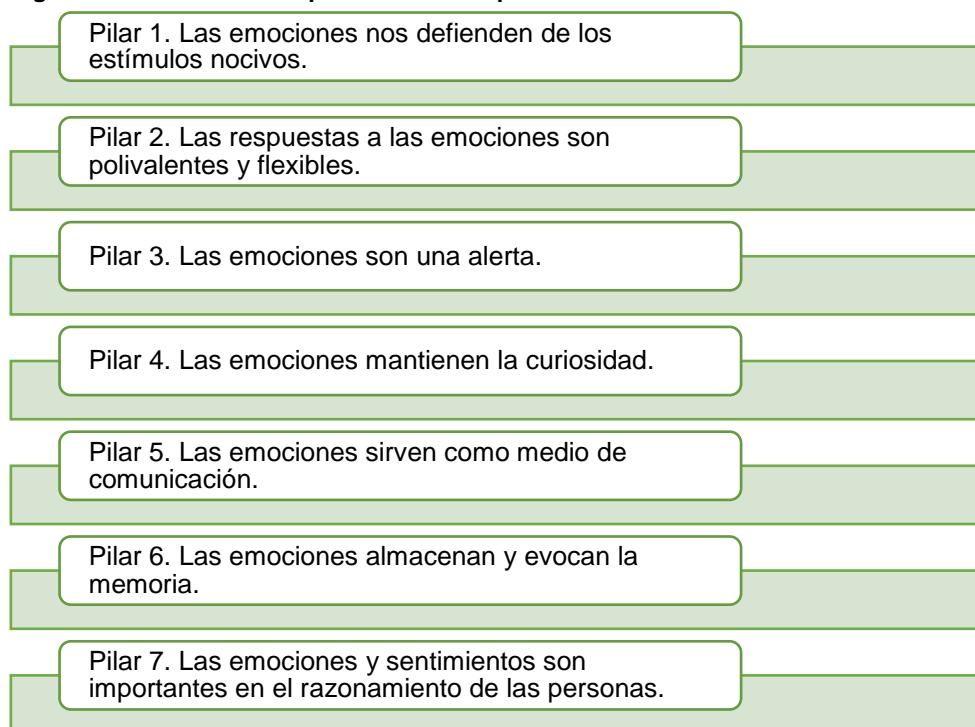 Pilar 1. Las emociones nos defienden de los
estímulos nocivos.
Pilar 2. Las respuestas a las emociones son
polivalentes y flexibles.
Pilar 3. Las emociones son una alerta.
Pilar 4. Las emociones mantienen la curiosidad.
Pilar 5. Las emociones sirven como medio de
comunicación.
Pilar 6. Las emociones almacenan y evocan la
memoria.
Pilar 7. Las emociones y sentimientos son
importantes en el razonamiento de las personas.